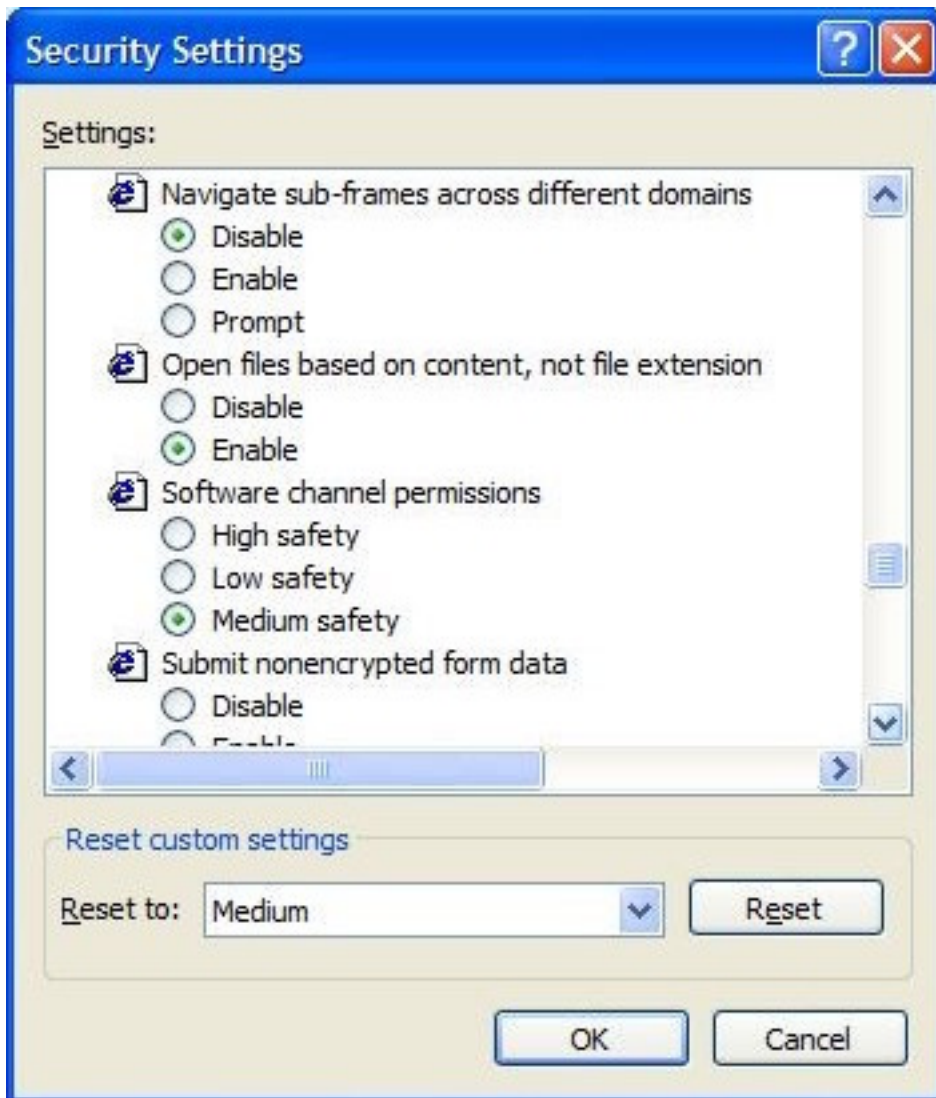 Security Settings
Settings:
Navigate sub-frames across different domains
Disable
Enable
Prompt
Open files based on content, not file extension
Disable
Enable
Software channel permissions
High safety
Low safety
Medium safety
Submit nonencrypted form data
Disable
Enable
Reset custom settings
Reset to: Medium Reset
OK Cancel